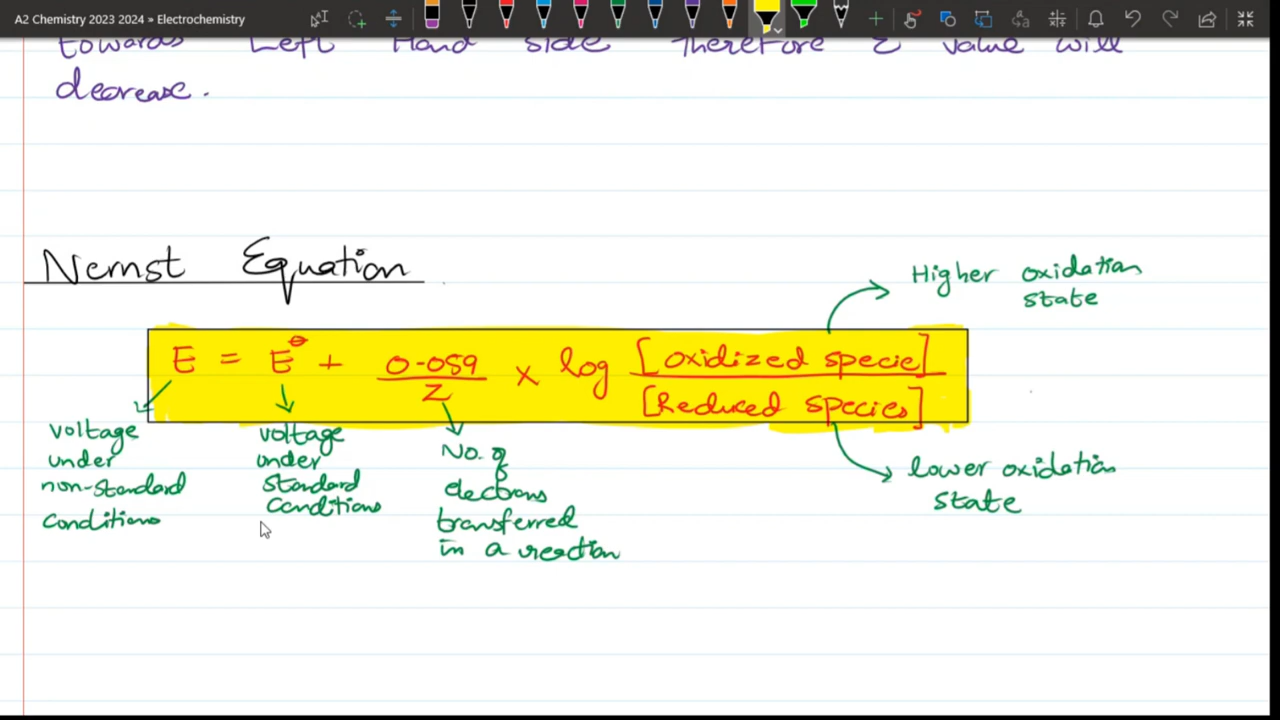 A2 Chemistry 2023 2024 » Electrochemistry
towards Left Hand side therefore E value will
decrease.
Nernst Equation
Higher oxidation
state
E = E⊖ + 0.059/Z × log [oxidized specie]/[Reduced species]
voltage
under
non-standard
conditions
voltage
under
standard
conditions
No. of
electrons
transferred
in a reaction
lower oxidation
state